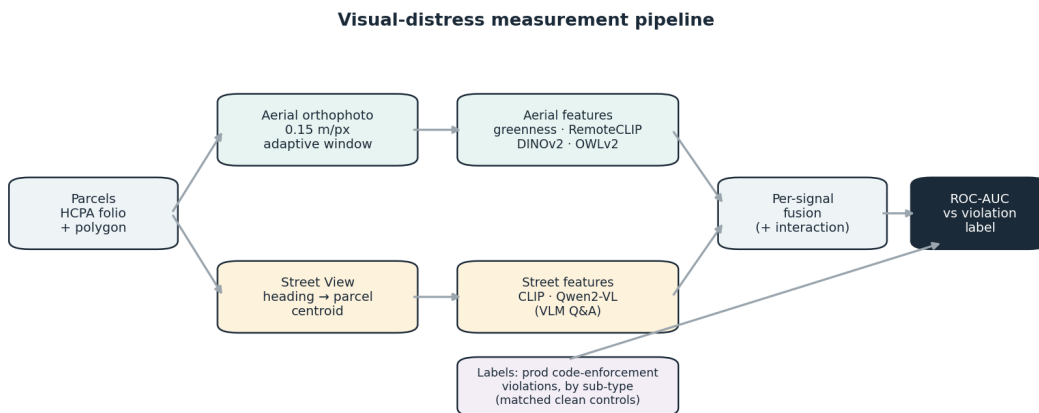 Visual-distress measurement pipeline
Parcels
HCPA folio
+ polygon
Aerial orthophoto
0.15 m/px
adaptive window
Aerial features
greenness · RemoteCLIP
DINOv2 · OWLv2
Street View
heading → parcel
centroid
Street features
CLIP · Qwen2-VL
(VLM Q&A)
Labels: prod code-enforcement
violations, by sub-type
(matched clean controls)
Per-signal
fusion
(+ interaction)
ROC-AUC
vs violation
label